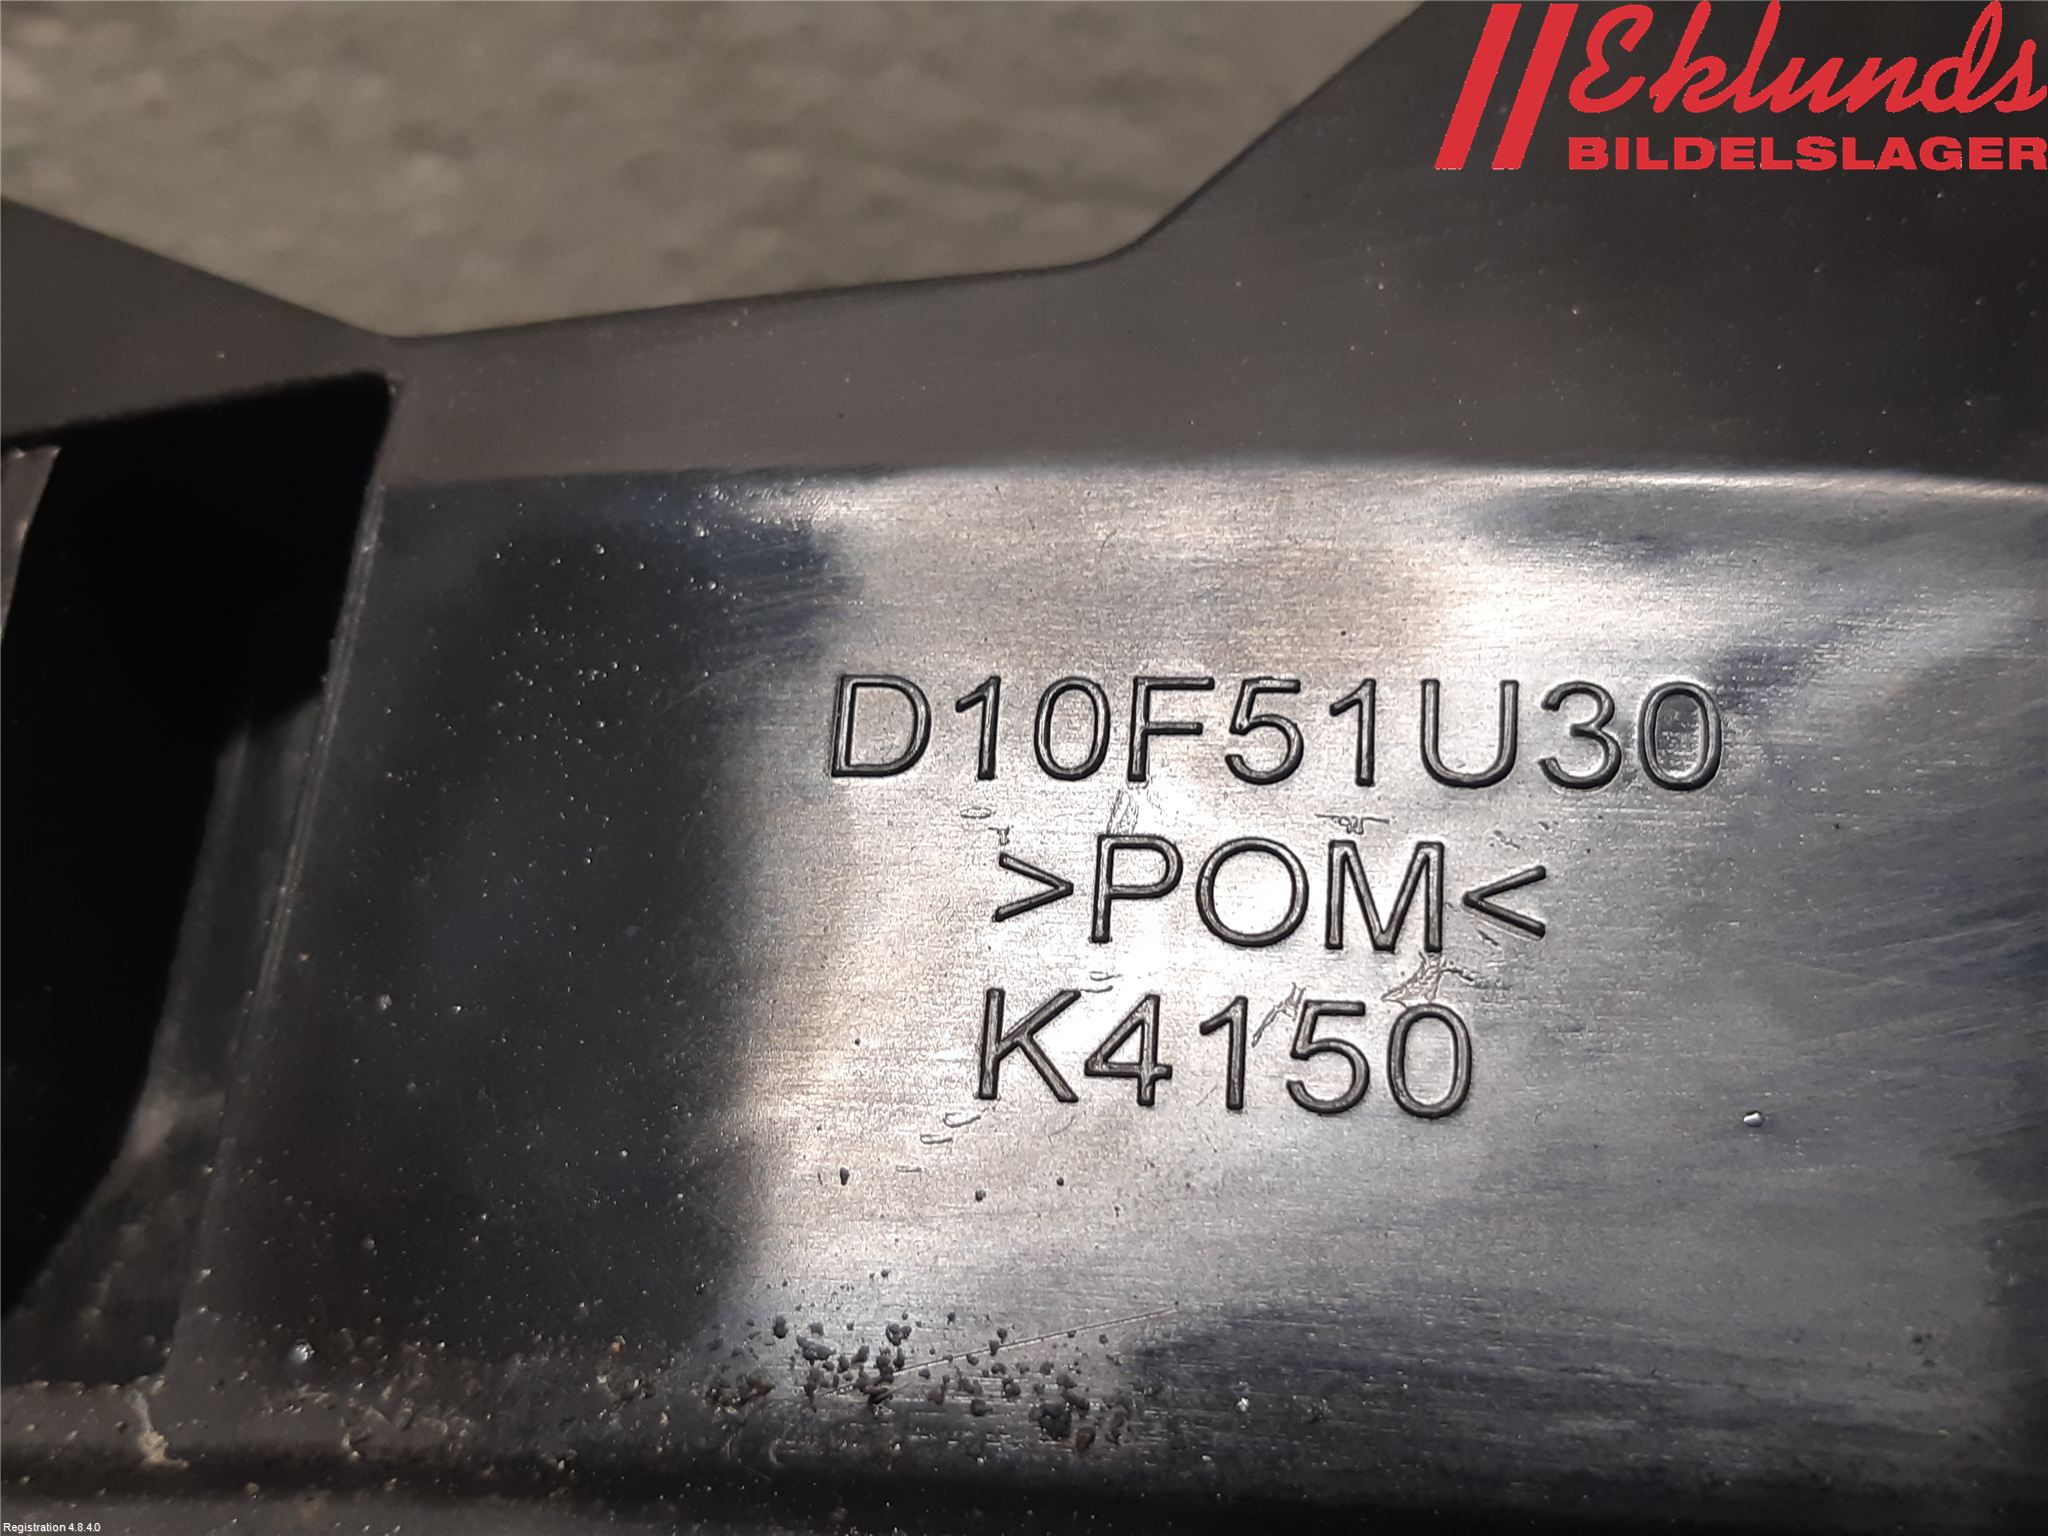 Eklunds
BILDELSLAGER
D10F51U30
>POM<
K4150
Registration 4.8.4.0